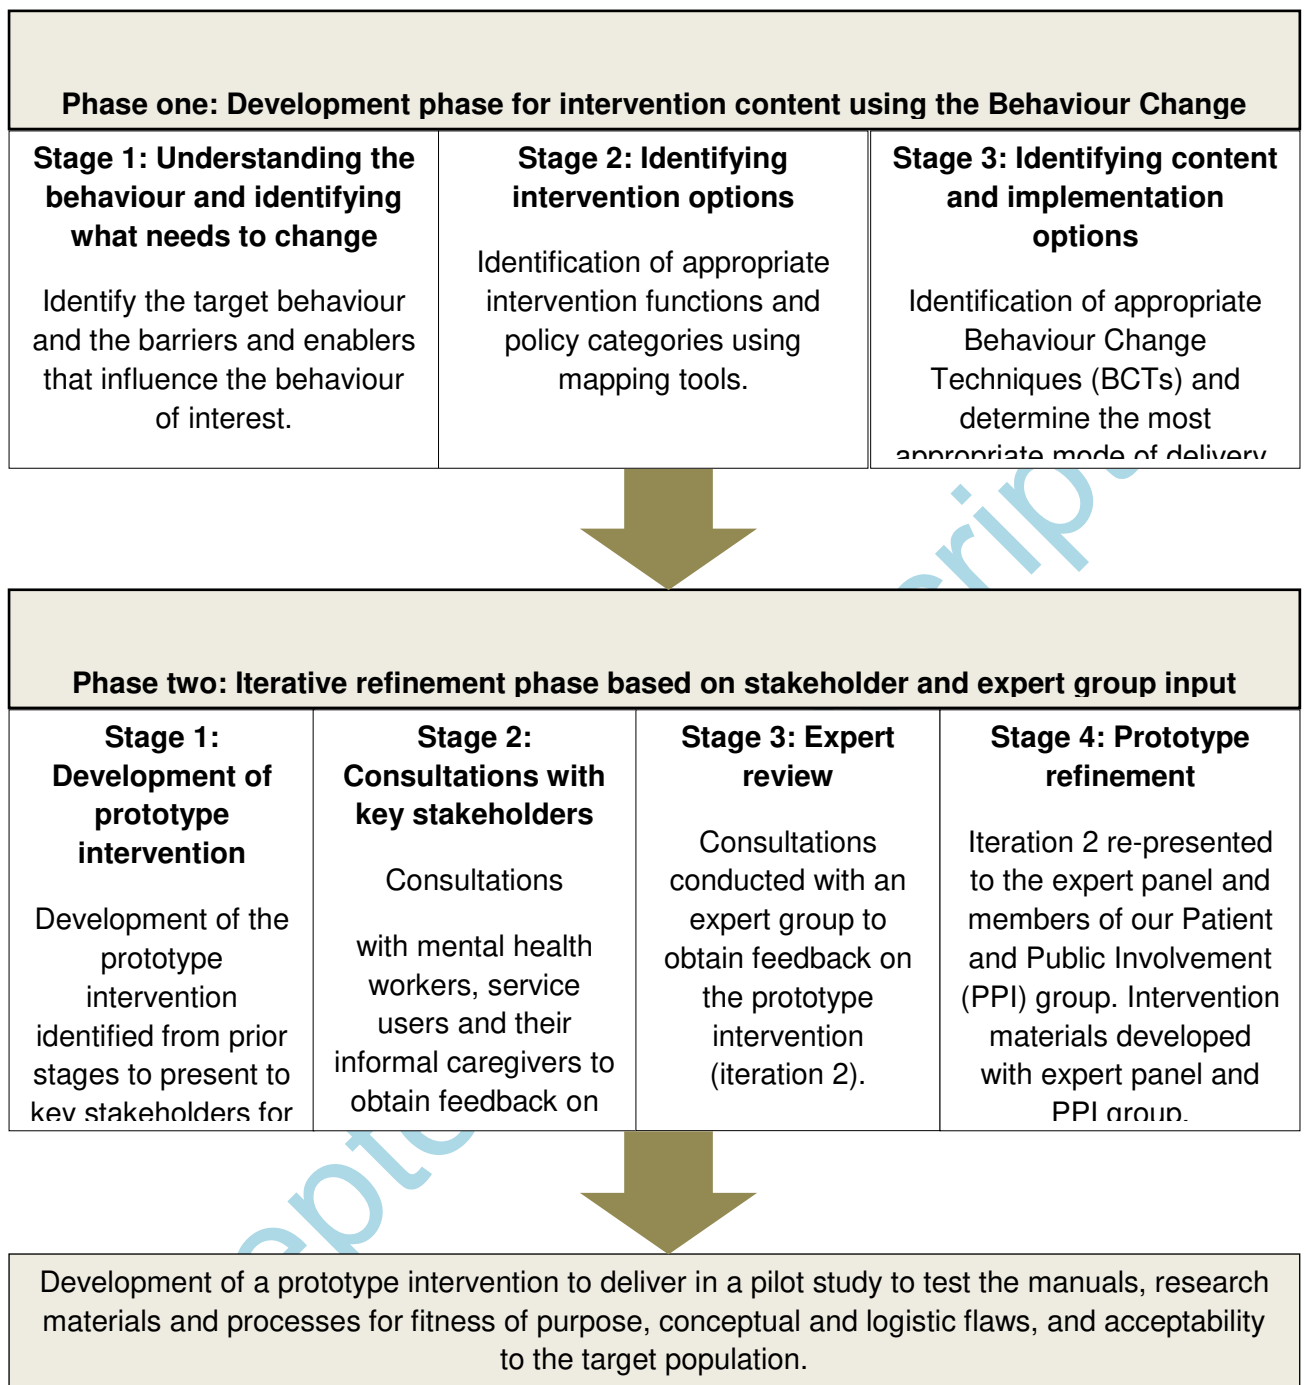 Phase one: Development phase for intervention content using the Behaviour Change
Stage 1: Understanding the
behaviour and identifying
what needs to change
Identify the target behaviour
and the barriers and enablers
that influence the behaviour
of interest.
Stage 2: Identifying
intervention options
Identification of appropriate
intervention functions and
policy categories using
mapping tools.
Stage 3: Identifying content
and implementation
options
Identification of appropriate
Behaviour Change
Techniques (BCTs) and
determine the most
appropriate mode of delivery
Phase two: Iterative refinement phase based on stakeholder and expert group input
Stage 1:
Development of
prototype
intervention
Development of the
prototype
intervention
identified from prior
stages to present to
key stakeholders for
Stage 2:
Consultations with
key stakeholders
Consultations
with mental health
workers, service
users and their
informal caregivers to
obtain feedback on
Stage 3: Expert
review
Consultations
conducted with an
expert group to
obtain feedback on
the prototype
intervention
(iteration 2).
Stage 4: Prototype
refinement
Iteration 2 re-presented
to the expert panel and
members of our Patient
and Public Involvement
(PPI) group. Intervention
materials developed
with expert panel and
PPI group.
Development of a prototype intervention to deliver in a pilot study to test the manuals, research
materials and processes for fitness of purpose, conceptual and logistic flaws, and acceptability
to the target population.